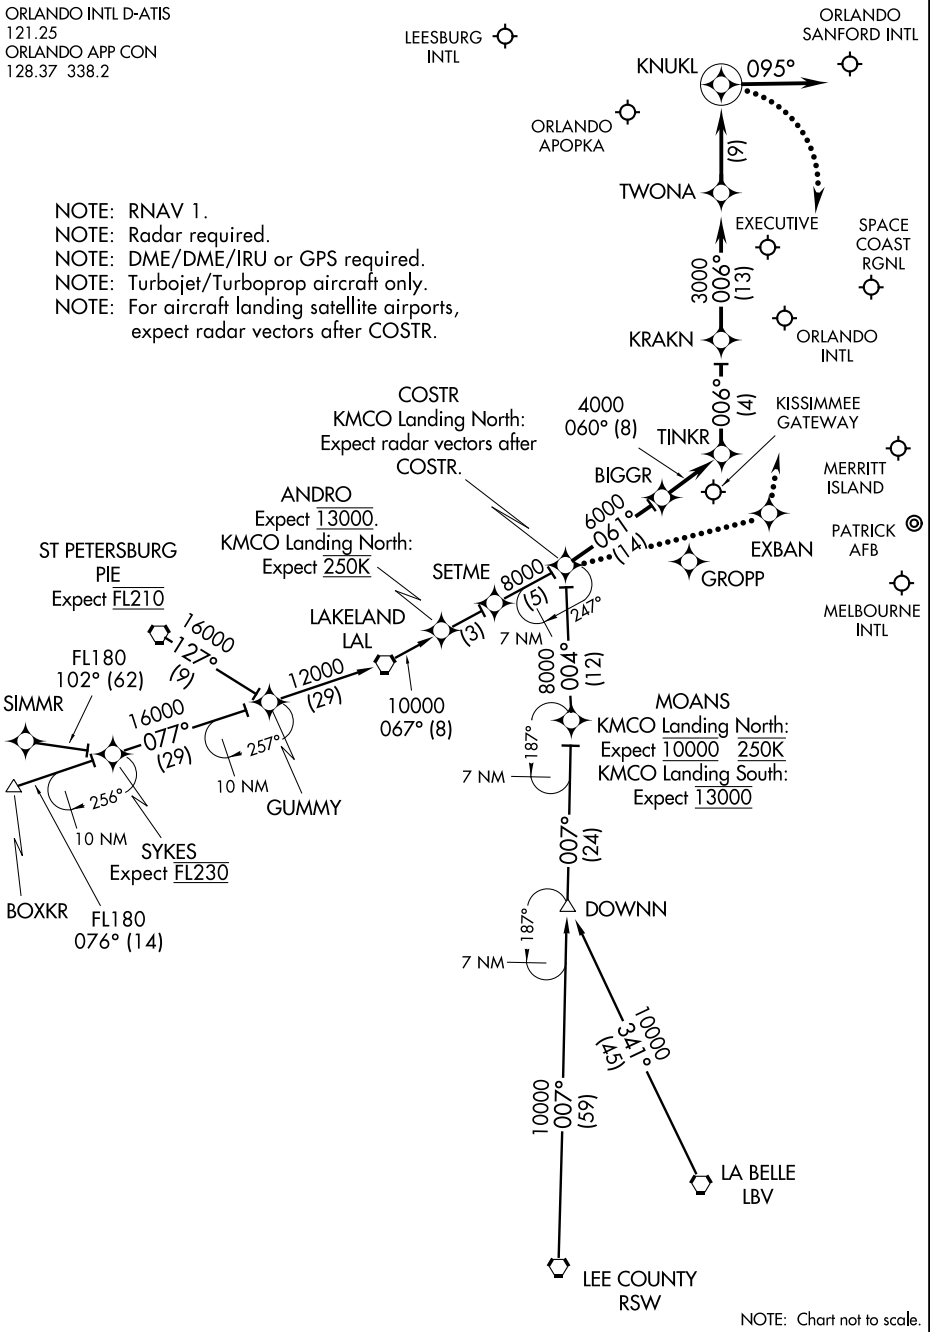 ORLANDO INTL D-ATIS
121.25
ORLANDO APP CON
128.37 338.2
LEESBURG
INTL
ORLANDO
SANFORD INTL
KNUKL
095°
ORLANDO
APOPKA
(9)
TWONA
NOTE: RNAV 1.
NOTE: Radar required.
NOTE: DME/DME/IRU or GPS required.
NOTE: Turbojet/Turboprop aircraft only.
NOTE: For aircraft landing satellite airports,
expect radar vectors after COSTR.
EXECUTIVE
SPACE
COAST
RGNL
3000
006°
(13)
KRAKN
ORLANDO
INTL
COSTR
KMCO Landing North:
Expect radar vectors after
COSTR.
4000
060° (8)
006°
(4)
KISSIMMEE
GATEWAY
TINKR
BIGGR
MERRITT
ISLAND
ANDRO
Expect 13000.
KMCO Landing North:
Expect 250K
6000
061°
(14)
EXBAN
PATRICK
AFB
ST PETERSBURG
PIE
Expect FL210
SETME
8000
(5)
GROPP
MELBOURNE
INTL
247°
7 NM
LAKELAND
LAL
(3)
16000
127°
(9)
FL180
102° (62)
12000
(29)
10000
067° (8)
8000
004°
(12)
SIMMR
16000
077°
(29)
257°
10 NM
GUMMY
MOANS
KMCO Landing North:
Expect 10000 250K
KMCO Landing South:
Expect 13000
187°
7 NM
256°
10 NM
SYKES
Expect FL230
007°
(24)
BOXKR
FL180
076° (14)
DOWNN
187°
7 NM
10000
341°
(45)
10000
007°
(59)
LA BELLE
LBV
LEE COUNTY
RSW
NOTE: Chart not to scale.